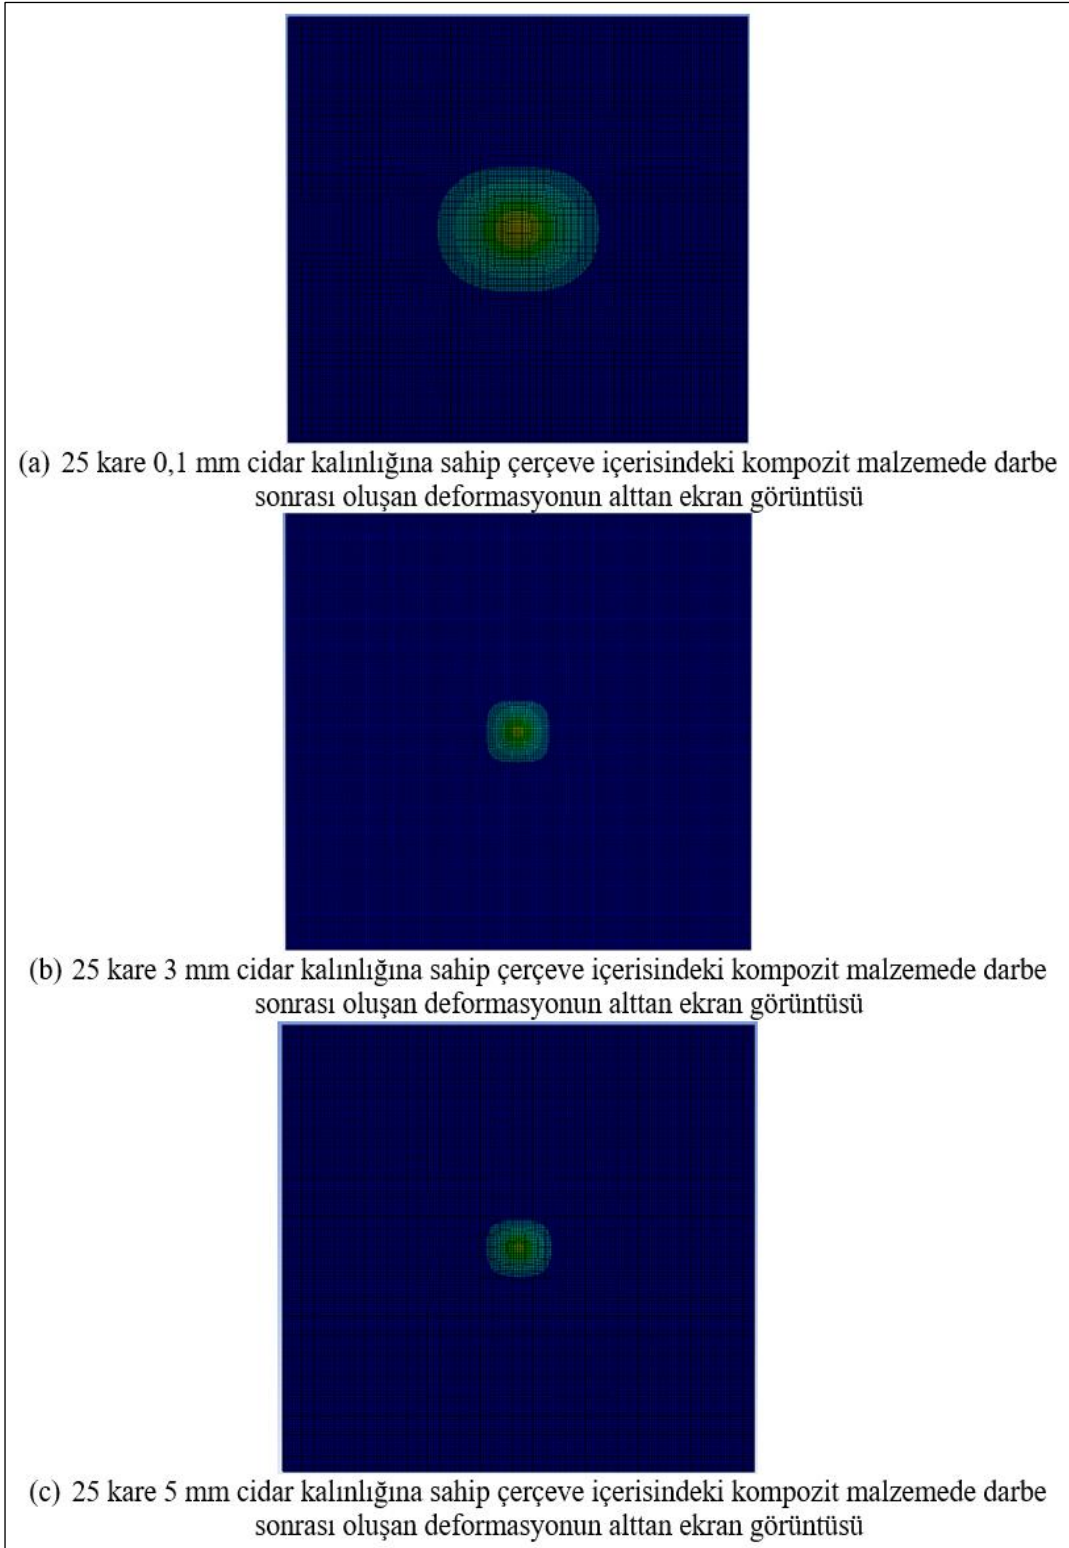 (a) 25 kare 0,1 mm cidar kalınlığına sahip çerçeve içerisindeki kompozit malzemede darbe
sonrası oluşan deformasyonun alttan ekran görüntüsü
(b) 25 kare 3 mm cidar kalınlığına sahip çerçeve içerisindeki kompozit malzemede darbe
sonrası oluşan deformasyonun alttan ekran görüntüsü
(c) 25 kare 5 mm cidar kalınlığına sahip çerçeve içerisindeki kompozit malzemede darbe
sonrası oluşan deformasyonun alttan ekran görüntüsü